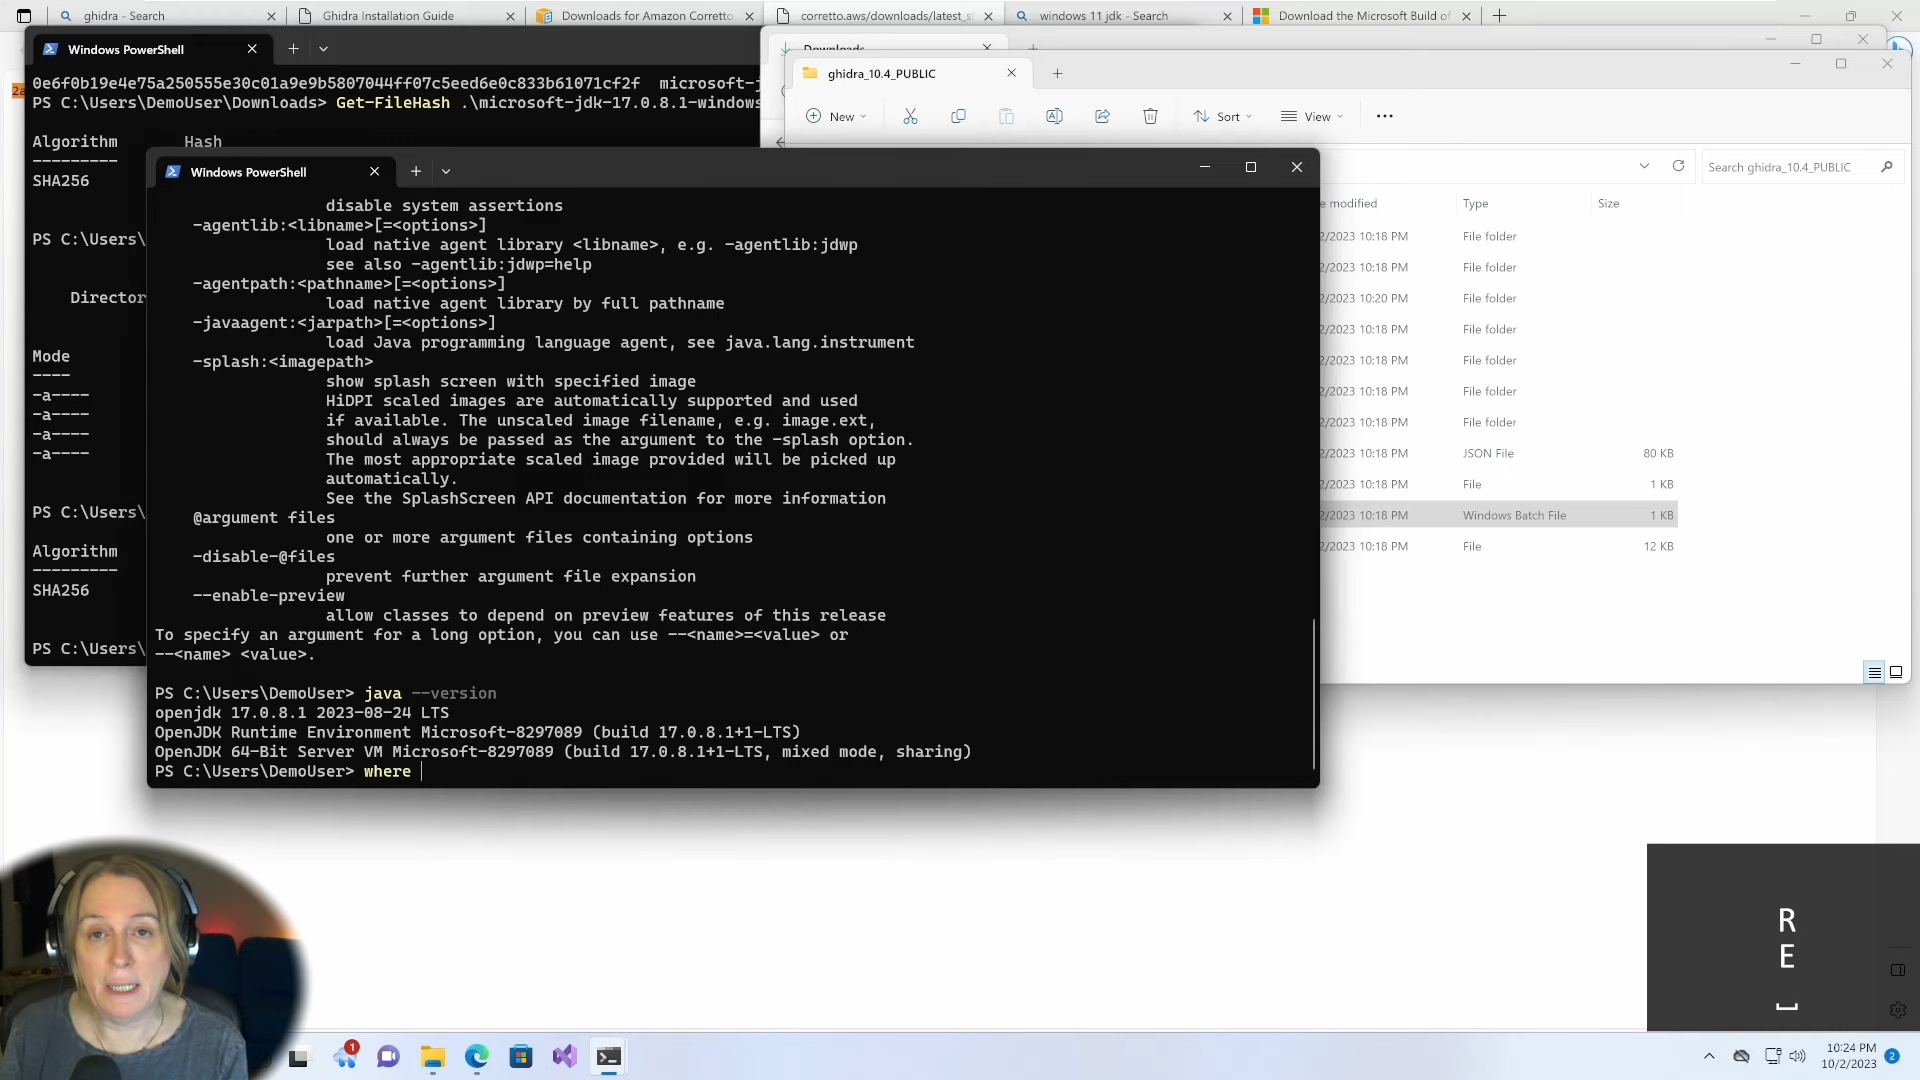 ghidra - Search
Ghidra Installation Guide
Downloads for Amazon Corretto
corretto.aws/downloads/latest_s
windows 11 jdk - Search
Download the Microsoft Build of
Windows PowerShell
Downloads
ghidra_10.4_PUBLIC
0e6f0b19e4e75a250555e30c01a9e9b5807044ff07c5eed6e0c833b61071cf2f microsoft-j
PS C:\Users\DemoUser\Downloads> Get-FileHash .\microsoft-jdk-17.0.8.1-windows
New
Sort
View
Algorithm Hash
---------
SHA256
PS C:\Users\
Director
Mode
----
-a----
-a----
-a----
-a----
PS C:\Users\
Algorithm
---------
SHA256
PS C:\Users\
Search ghidra_10.4_PUBLIC
e modified Type Size
2/2023 10:18 PM File folder
2/2023 10:18 PM File folder
2/2023 10:20 PM File folder
2/2023 10:18 PM File folder
2/2023 10:18 PM File folder
2/2023 10:18 PM File folder
2/2023 10:18 PM File folder
2/2023 10:18 PM JSON File 80 KB
2/2023 10:18 PM File 1 KB
2/2023 10:18 PM Windows Batch File 1 KB
2/2023 10:18 PM File 12 KB
Windows PowerShell
disable system assertions
-agentlib:<libname>[=<options>]
load native agent library <libname>, e.g. -agentlib:jdwp
see also -agentlib:jdwp=help
-agentpath:<pathname>[=<options>]
load native agent library by full pathname
-javaagent:<jarpath>[=<options>]
load Java programming language agent, see java.lang.instrument
-splash:<imagepath>
show splash screen with specified image
HiDPI scaled images are automatically supported and used
if available. The unscaled image filename, e.g. image.ext,
should always be passed as the argument to the -splash option.
The most appropriate scaled image provided will be picked up
automatically.
See the SplashScreen API documentation for more information
@argument files
one or more argument files containing options
-disable-@files
prevent further argument file expansion
--enable-preview
allow classes to depend on preview features of this release
To specify an argument for a long option, you can use --<name>=<value> or
--<name> <value>.
PS C:\Users\DemoUser> java --version
openjdk 17.0.8.1 2023-08-24 LTS
OpenJDK Runtime Environment Microsoft-8297089 (build 17.0.8.1+1-LTS)
OpenJDK 64-Bit Server VM Microsoft-8297089 (build 17.0.8.1+1-LTS, mixed mode, sharing)
PS C:\Users\DemoUser> where
R
E
1
10:24 PM
10/2/2023
2